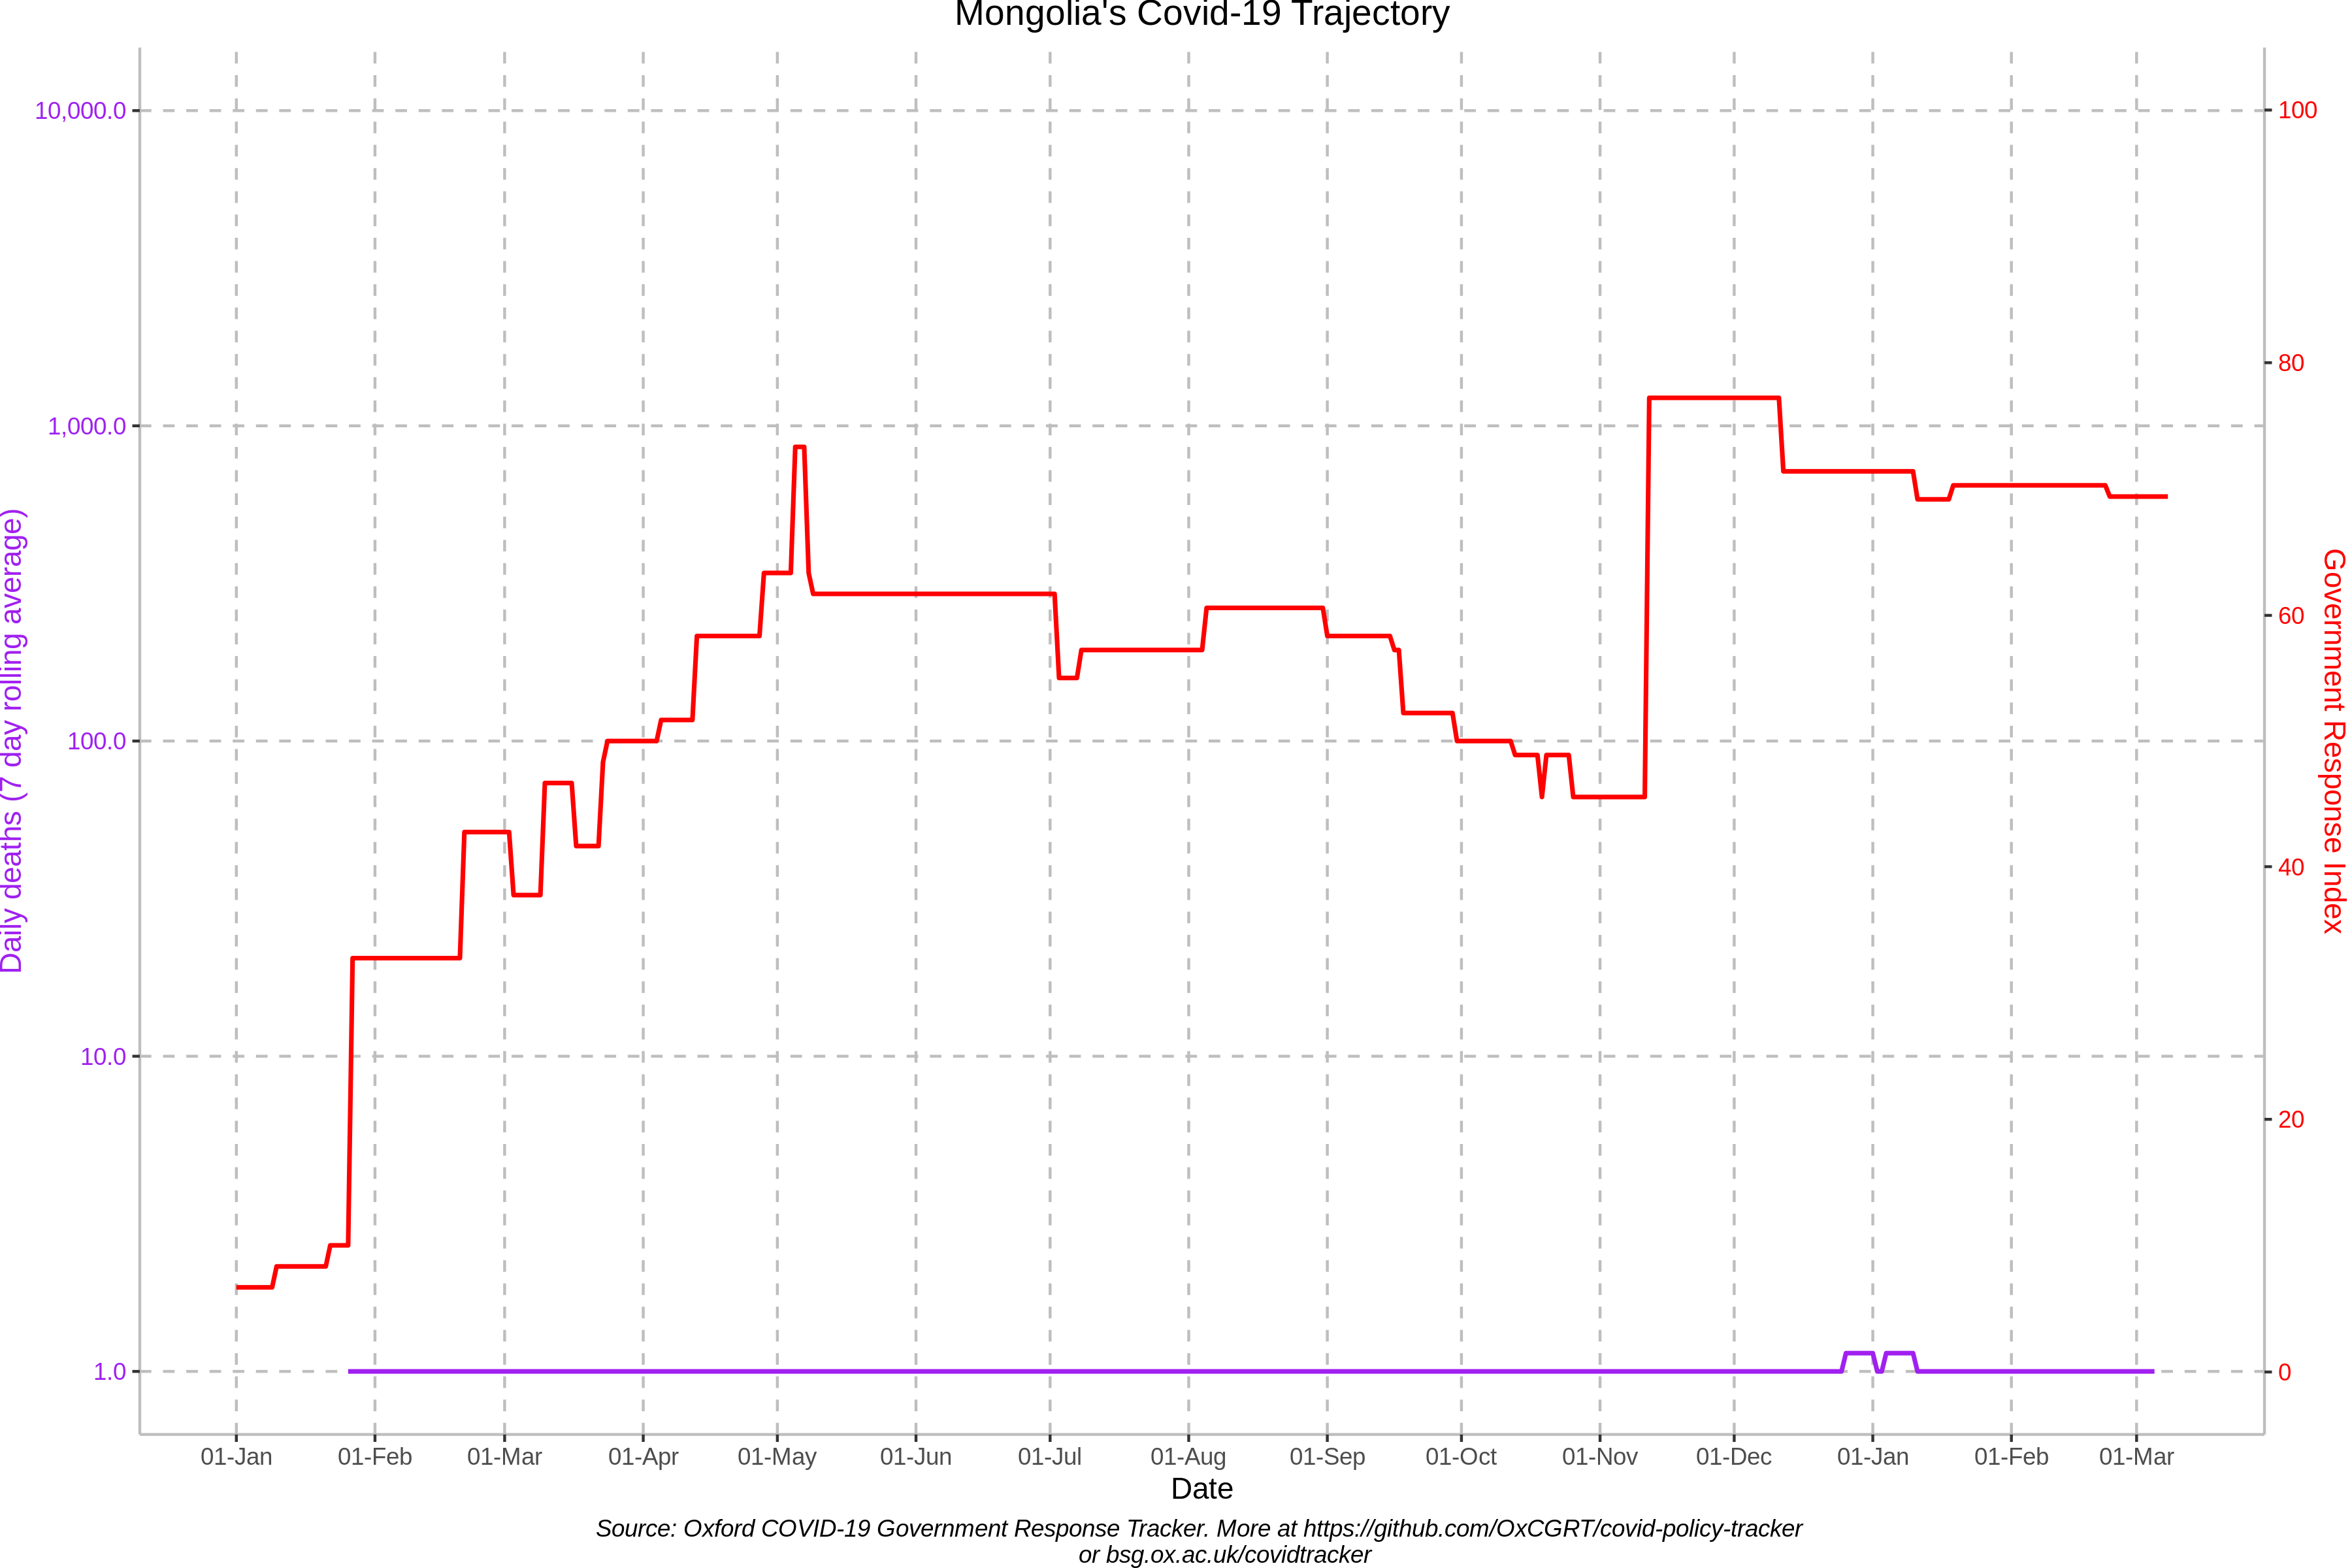 Mongolia's Covid-19 Trajectory
10,000.0
1,000.0
100.0
10.0
1.0
Daily deaths (7 day rolling average)
100
80
60
40
20
0
Government Response Index
01-Jan 01-Feb 01-Mar 01-Apr 01-May 01-Jun 01-Jul 01-Aug 01-Sep 01-Oct 01-Nov 01-Dec 01-Jan 01-Feb 01-Mar
Date
Source: Oxford COVID-19 Government Response Tracker. More at https://github.com/OxCGRT/covid-policy-tracker
or bsg.ox.ac.uk/covidtracker